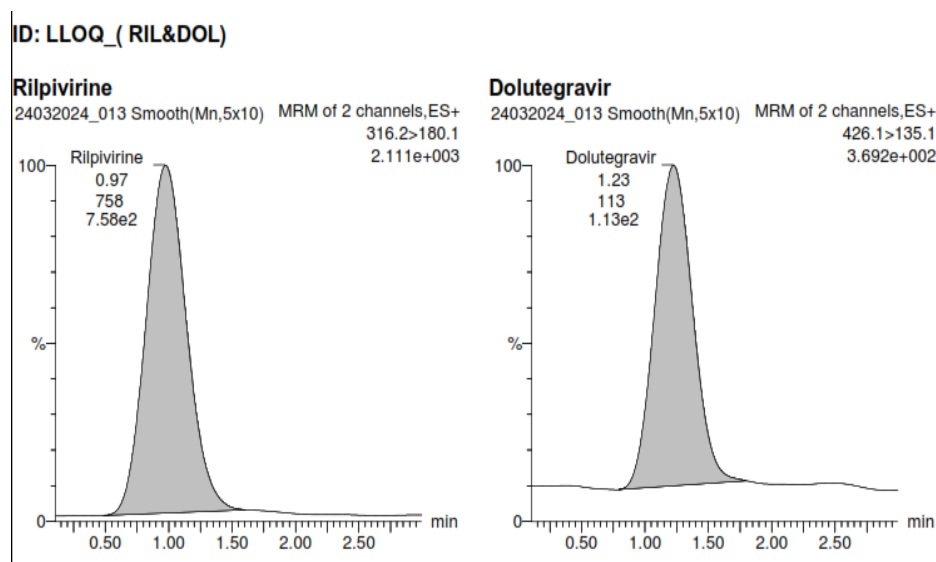 ID: LLOQ_( RIL&DOL)
Rilpivirine
24032024_013 Smooth(Mn,5x10)
MRM of 2 channels,ES+
316.2>180.1
2.111e+003
Rilpivirine
0.97
758
7.58e2
100
%
0
0.50 1.00 1.50 2.00 2.50
min
Dolutegravir
24032024_013 Smooth(Mn,5x10)
MRM of 2 channels,ES+
426.1>135.1
3.692e+002
Dolutegravir
1.23
113
1.13e2
100
%
0
0.50 1.00 1.50 2.00 2.50
min